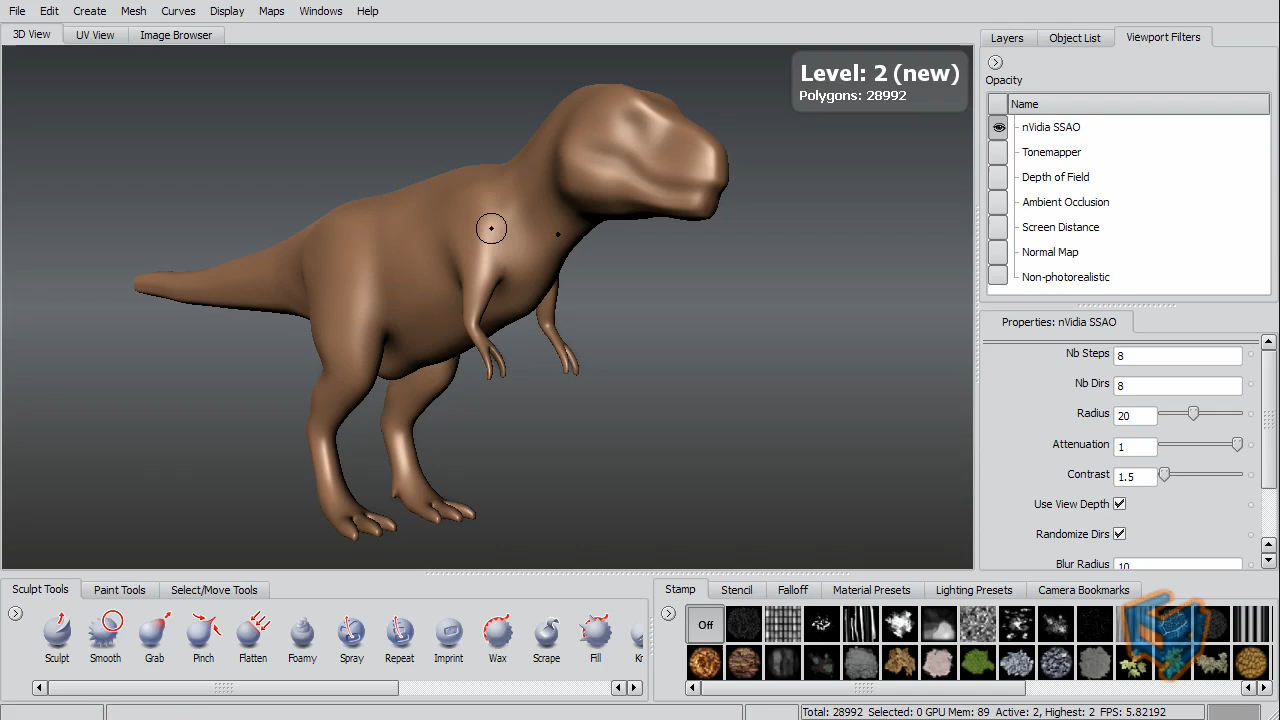 File Edit Create Mesh Curves Display Maps Windows Help
3D View UV View Image Browser
Level: 2 (new)
Polygons: 28992
Layers Object List Viewport Filters
Opacity
Name
nVidia SSAO
Tonemapper
Depth of Field
Ambient Occlusion
Screen Distance
Normal Map
Non-photorealistic
Properties: nVidia SSAO
Nb Steps 8
Nb Dirs 8
Radius 20
Attenuation 1
Contrast 1.5
Use View Depth
Randomize Dirs
Blur Radius 10
Sculpt Tools Paint Tools Select/Move Tools
Sculpt Smooth Grab Pinch Flatten Foamy Spray Repeat Imprint Wax Scrape Fill Kr
Stamp Stencil Falloff Material Presets Lighting Presets Camera Bookmarks
Off
Total: 28992 Selected: 0 GPU Mem: 89 Active: 2, Highest: 2 FPS: 5.82192